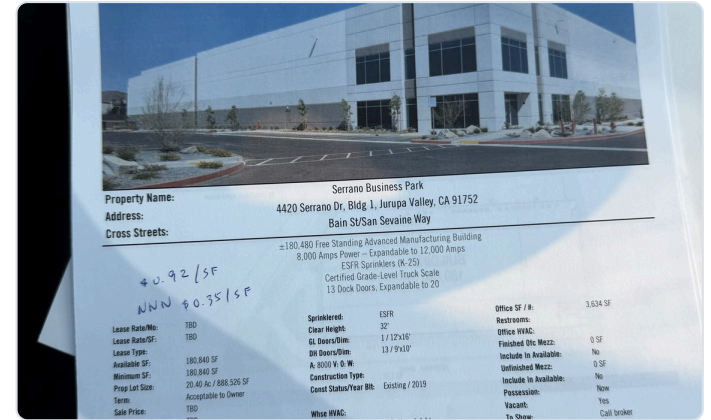 Property Name: Serrano Business Park
Address: 4420 Serrano Dr, Bldg 1, Jurupa Valley, CA 91752
Cross Streets: Bain St/San Sevaine Way
±180,480 Free Standing Advanced Manufacturing Building
8,000 Amps Power – Expandable to 12,000 Amps
ESFR Sprinklers (K-25)
Certified Grade-Level Truck Scale
13 Dock Doors, Expandable to 20
$0.92/SF
NNN $0.35/SF
Lease Rate/Mo: TBD
Lease Rate/SF: TBD
Lease Type:
Available SF: 180,840 SF
Minimum SF: 180,840 SF
Prop Lot Size: 20.40 Ac / 888,526 SF
Term: Acceptable to Owner
Sale Price: TBD
Sprinklered: ESFR
Clear Height: 32'
GL Doors/Dim: 1 / 12'x16'
DH Doors/Dim: 13 / 9'x10'
A: 8000 V: O: W:
Construction Type:
Const Status/Year Blt: Existing / 2019
Whse HVAC:
Office SF / #: 3,634 SF
Restrooms:
Office HVAC:
Finished Ofc Mezz: 0 SF
Include In Available: No
Unfinished Mezz: 0 SF
Include In Available: No
Possession: Now
Vacant: Yes
To Show: Call broker